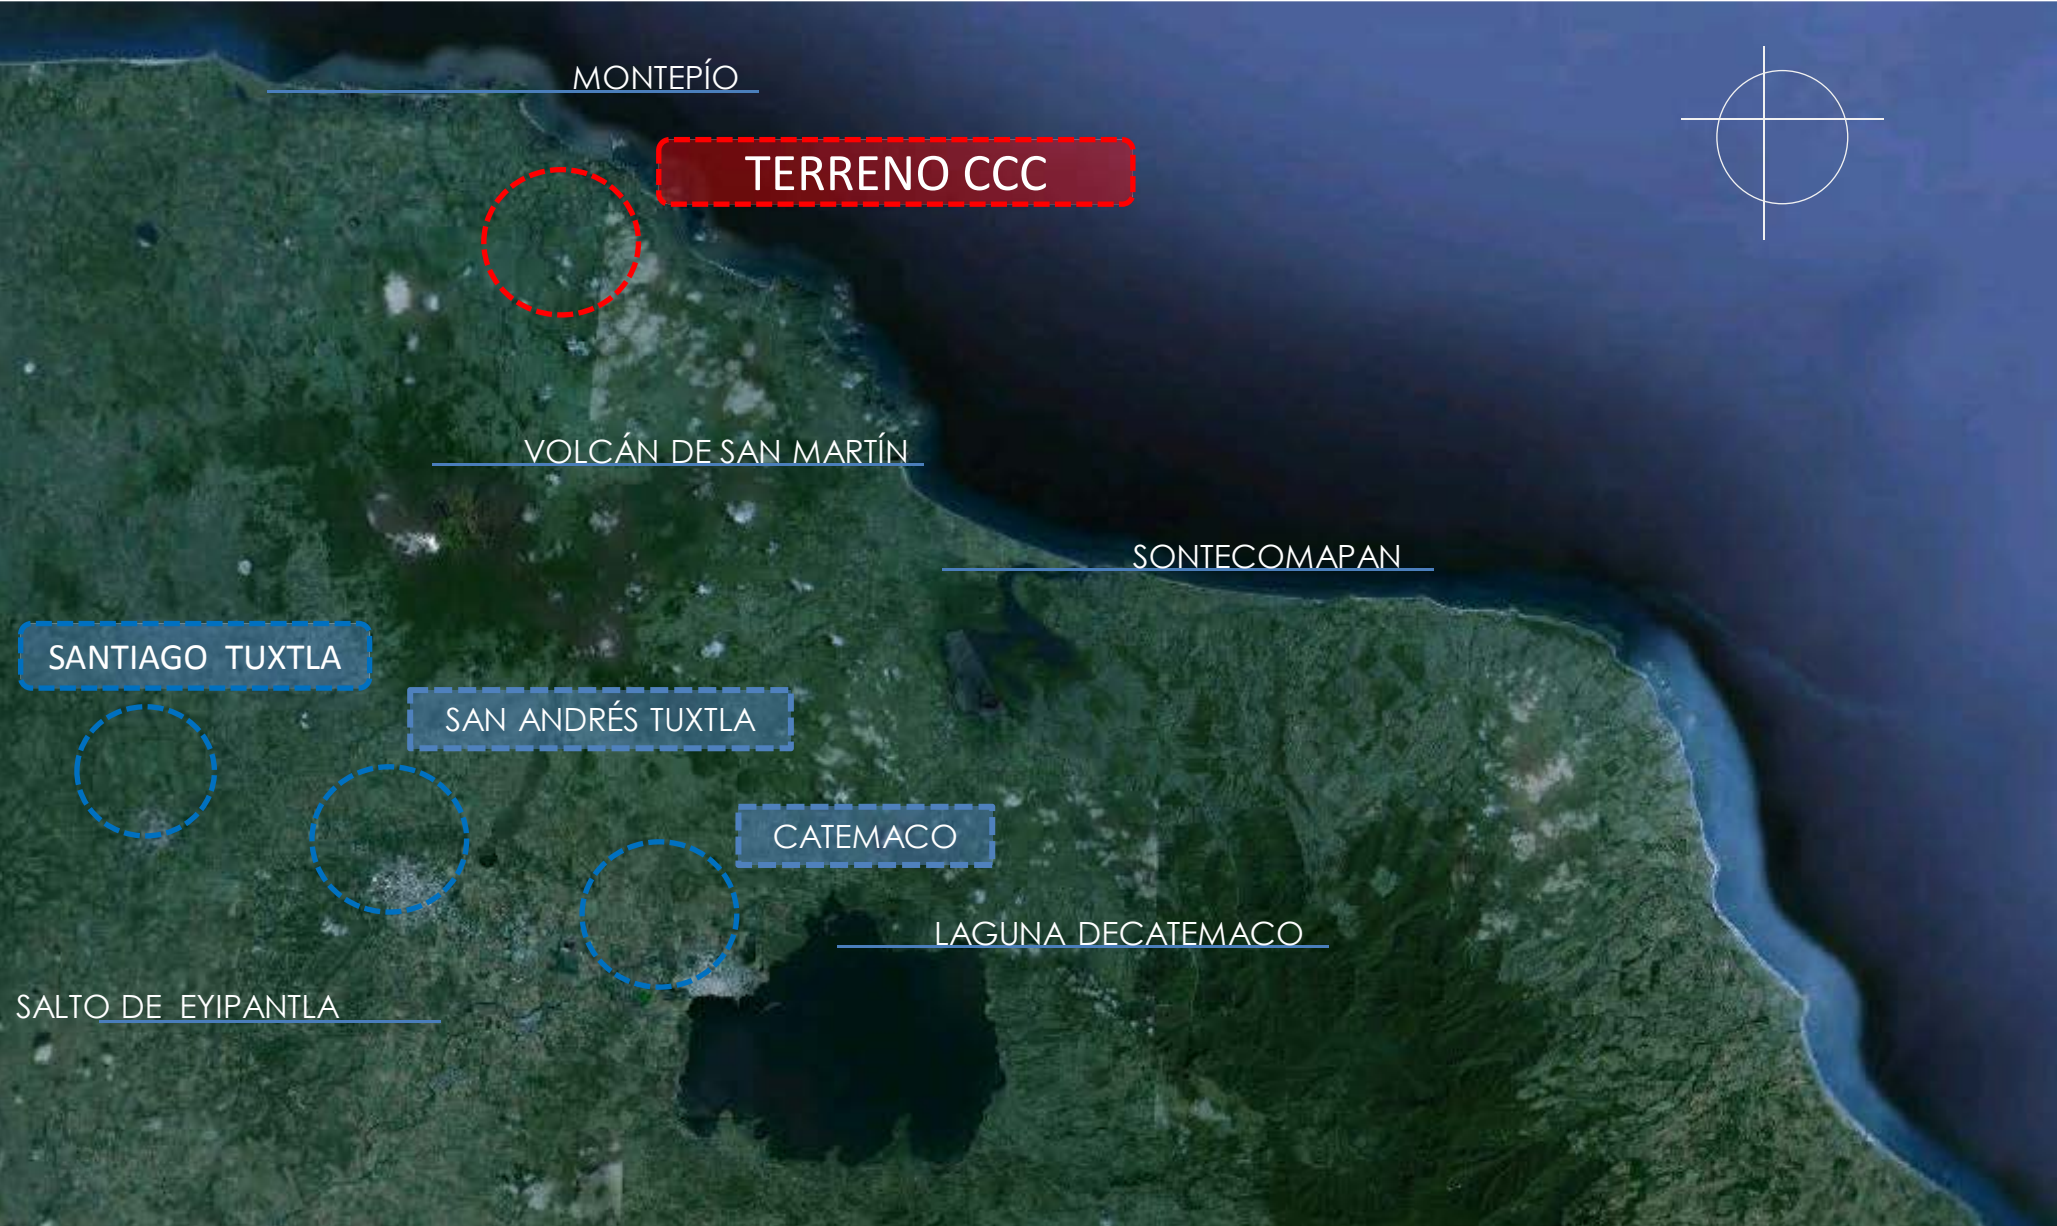 MONTEPÍO
TERRENO CCC
VOLCÁN DE SAN MARTÍN
SONTECOMAPAN
SANTIAGO TUXTLA
SAN ANDRÉS TUXTLA
CATEMACO
LAGUNA DECATEMACO
SALTO DE EYIPANTLA